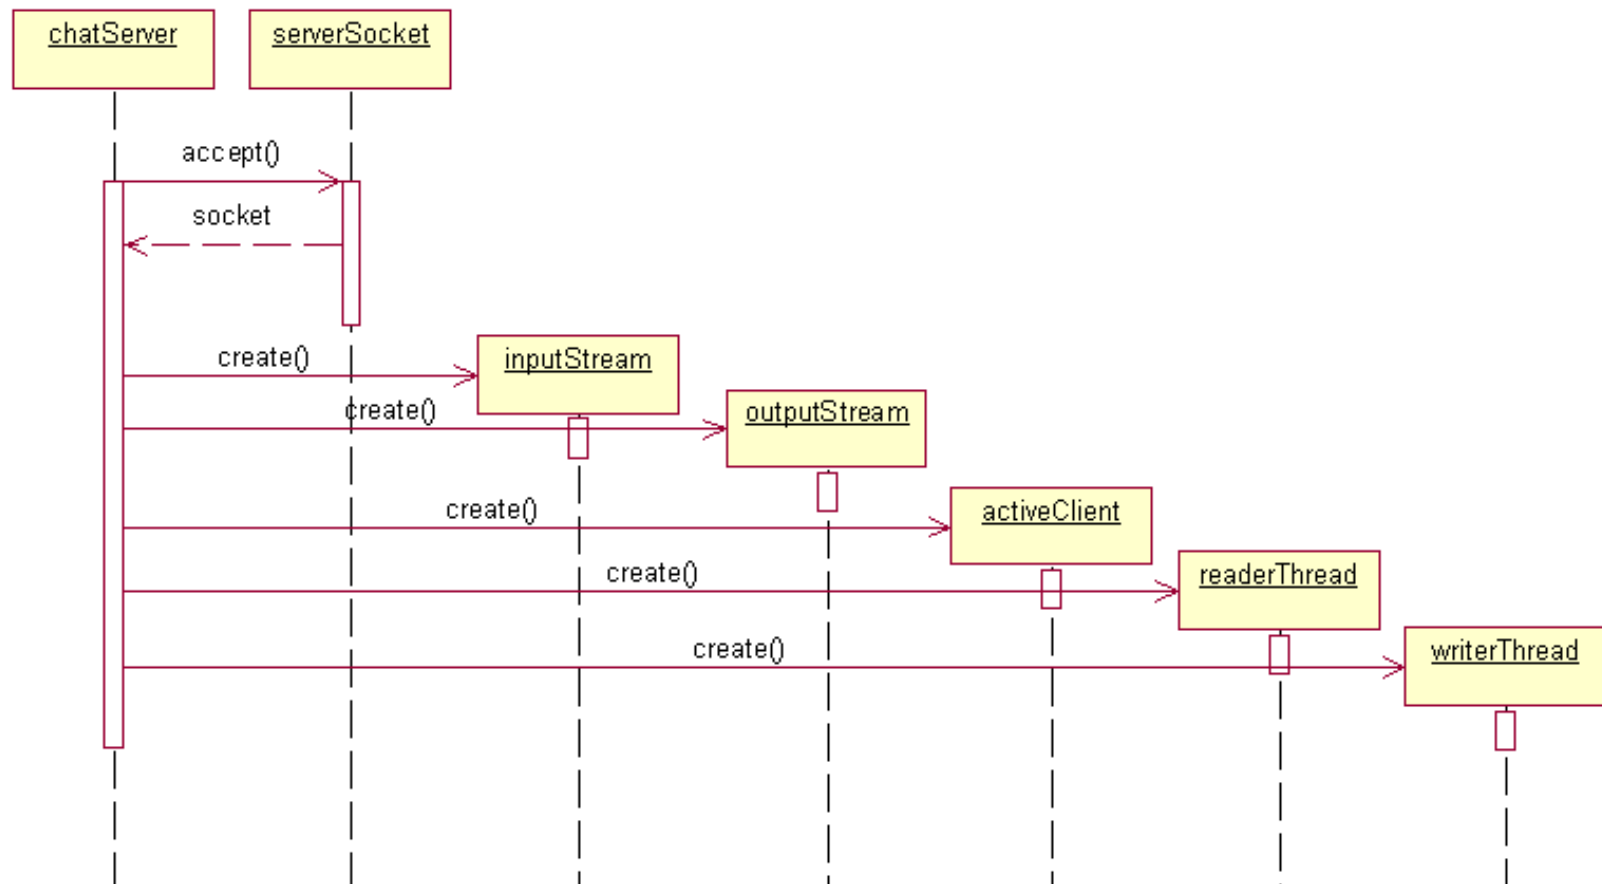 chatServer
serverSocket
accept()
socket
create()
inputStream
create()
outputStream
create()
activeClient
create()
readerThread
create()
writerThread